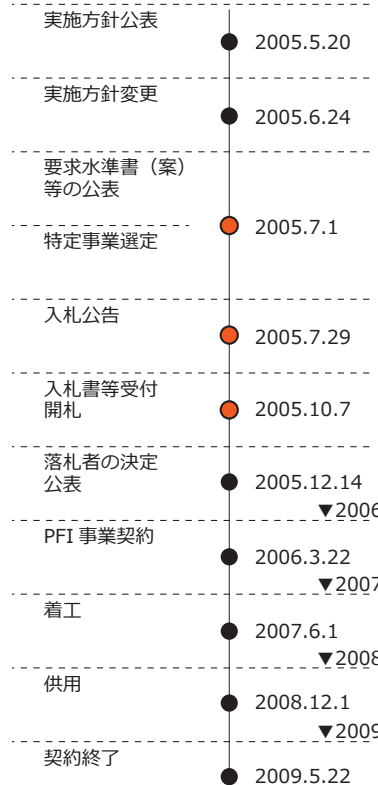 実施方針公表
2005.5.20
実施方針変更
2005.6.24
要求水準書（案）
等の公表
2005.7.1
特定事業選定
入札公告
2005.7.29
入札書等受付
開札
2005.10.7
落札者の決定
公表
2005.12.14
▼2006
PFI 事業契約
2006.3.22
▼2007
着工
2007.6.1
▼2008
供用
2008.12.1
▼2009
契約終了
2009.5.22